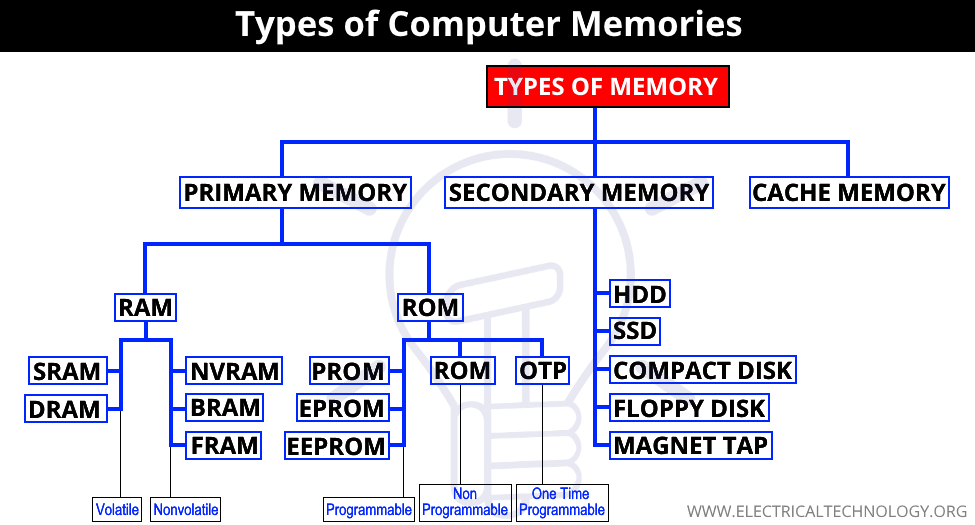 Types of Computer Memories
TYPES OF MEMORY
PRIMARY MEMORY
SECONDARY MEMORY
CACHE MEMORY
RAM
ROM
SRAM
DRAM
NVRAM
BRAM
FRAM
PROM
EPROM
EEPROM
ROM
OTP
HDD
SSD
COMPACT DISK
FLOPPY DISK
MAGNET TAP
Volatile
Nonvolatile
Programmable
Non
Programmable
One Time
Programmable
WWW.ELECTRICALTECHNOLOGY.ORG